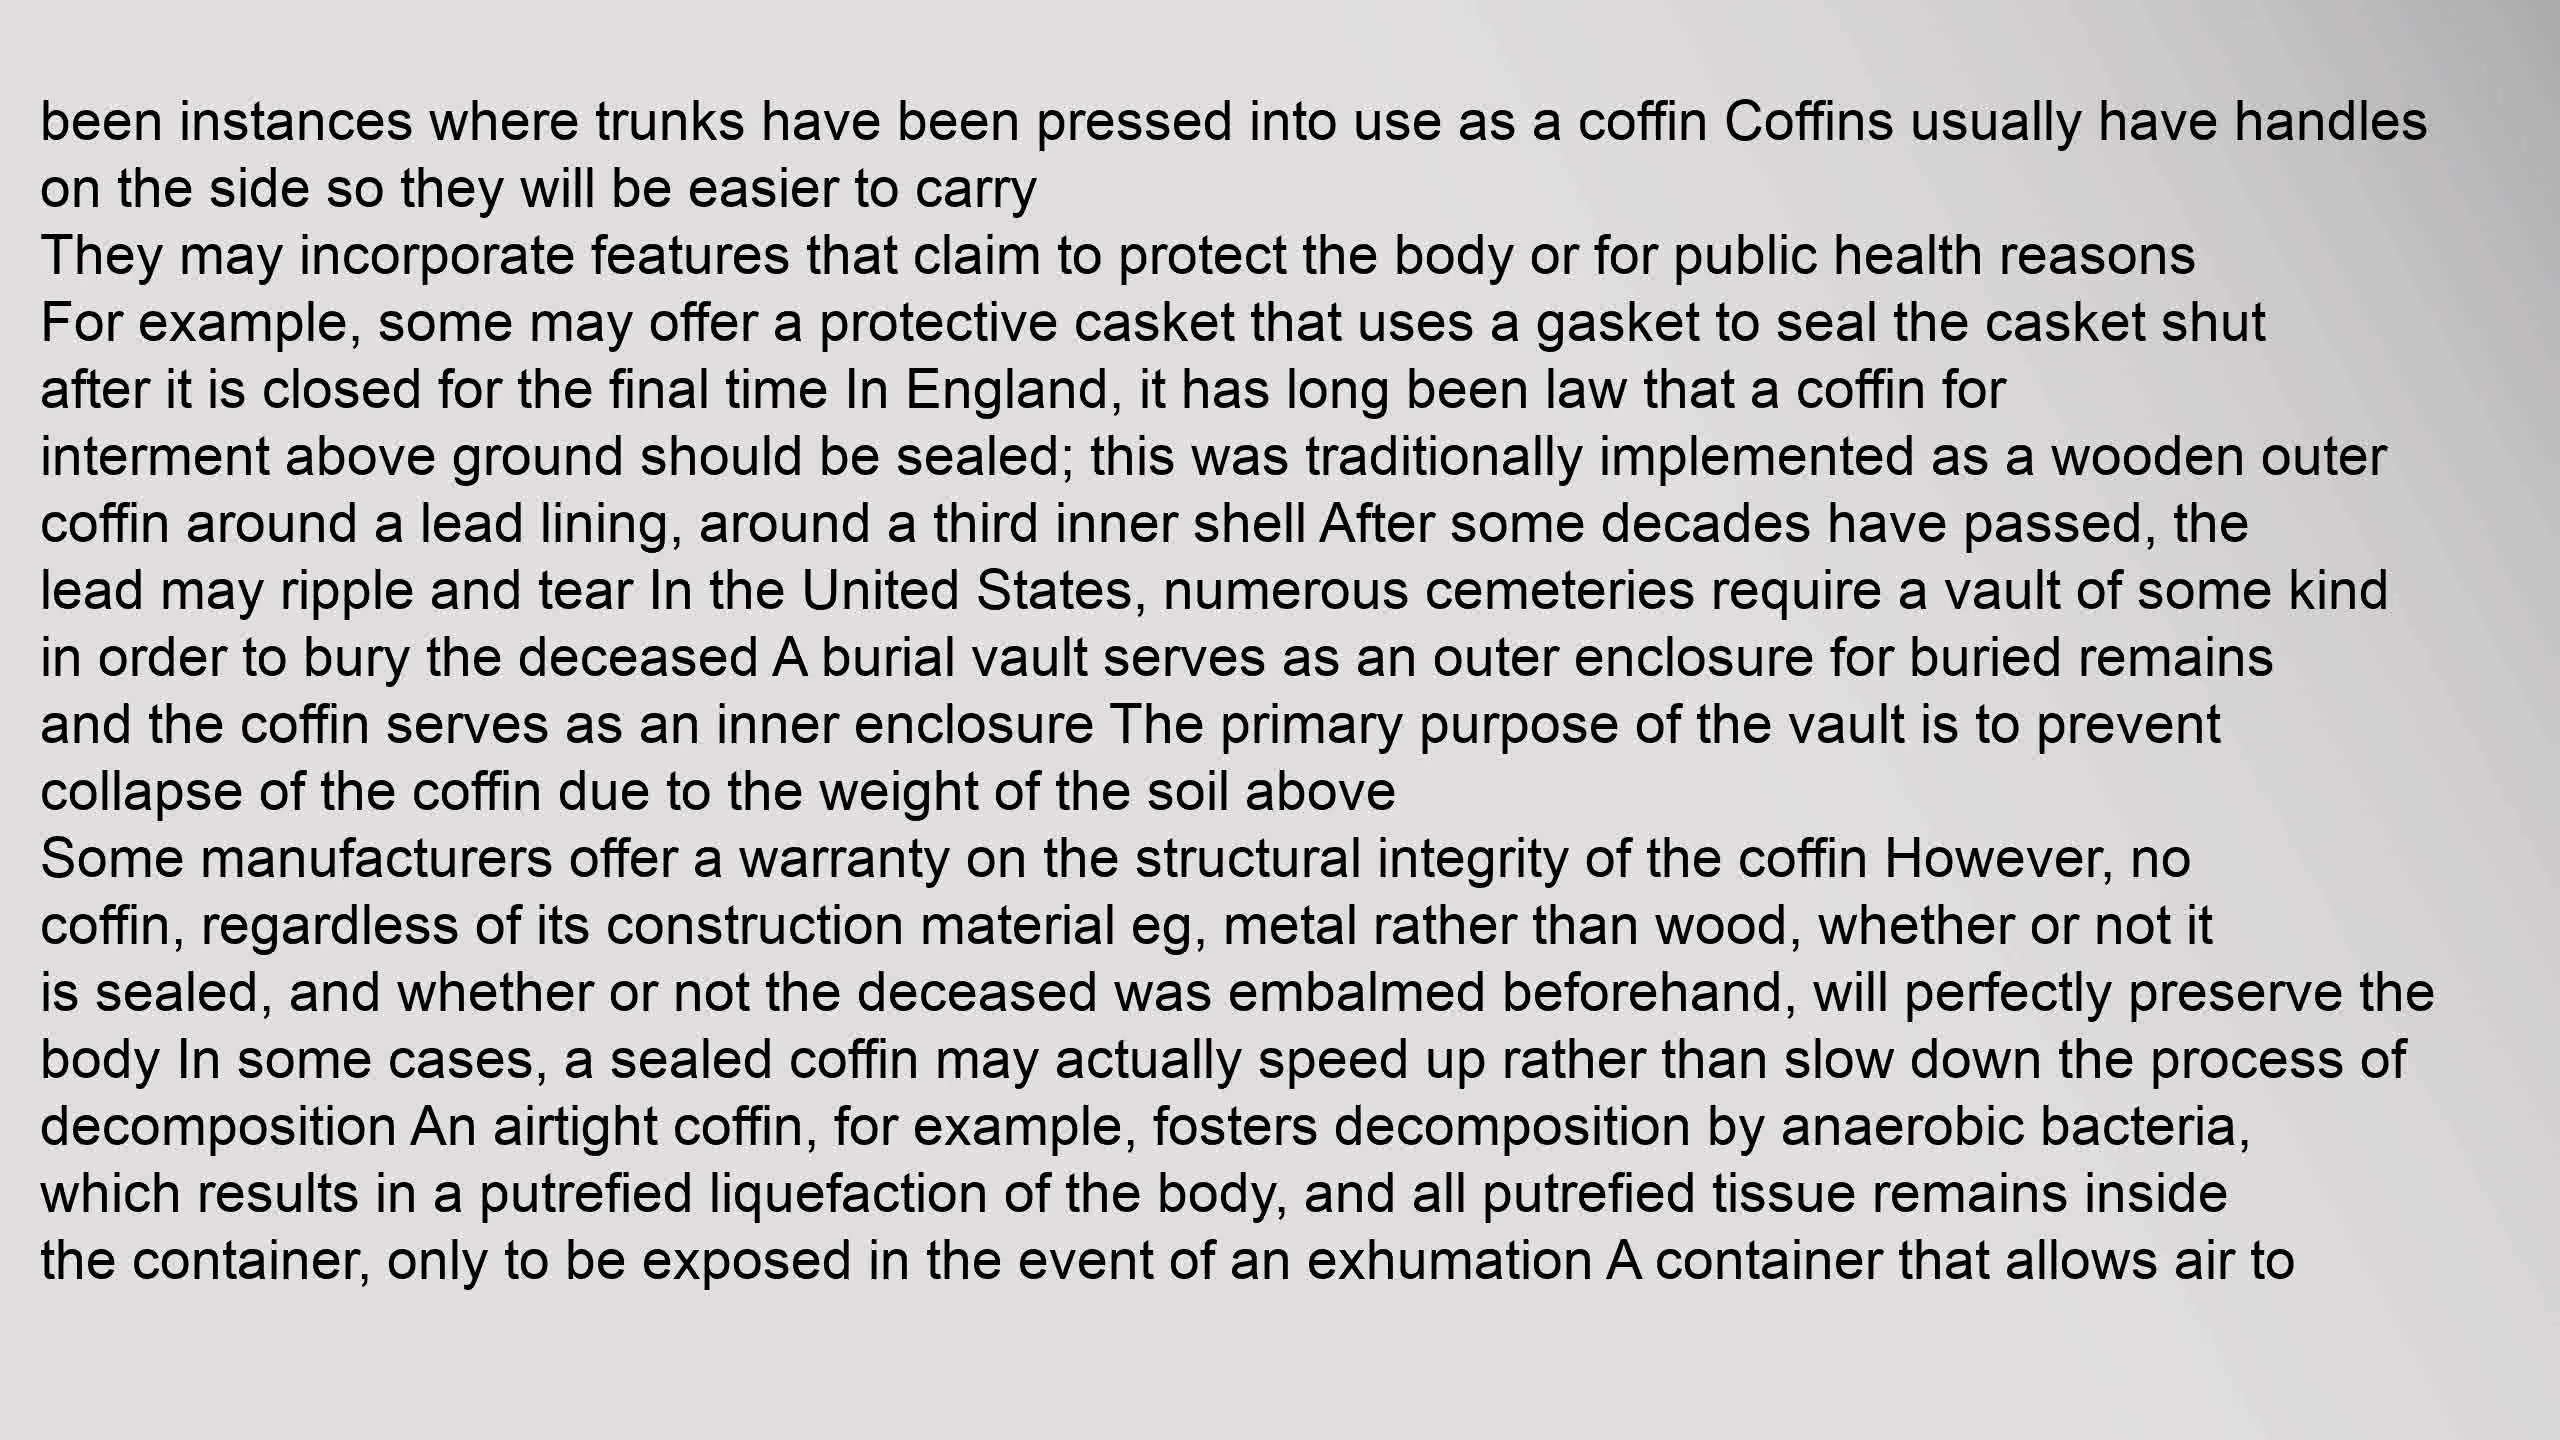 been instances where trunks have been pressed into use as a coffin Coffins usually have handles
on the side so they will be easier to carry
They may incorporate features that claim to protect the body or for public health reasons
For example, some may offer a protective casket that uses a gasket to seal the casket shut
after it is closed for the final time In England, it has long been law that a coffin for
interment above ground should be sealed; this was traditionally implemented as a wooden outer
coffin around a lead lining, around a third inner shell After some decades have passed, the
lead may ripple and tear In the United States, numerous cemeteries require a vault of some kind
in order to bury the deceased A burial vault serves as an outer enclosure for buried remains
and the coffin serves as an inner enclosure The primary purpose of the vault is to prevent
collapse of the coffin due to the weight of the soil above
Some manufacturers offer a warranty on the structural integrity of the coffin However, no
coffin, regardless of its construction material eg, metal rather than wood, whether or not it
is sealed, and whether or not the deceased was embalmed beforehand, will perfectly preserve the
body In some cases, a sealed coffin may actually speed up rather than slow down the process of
decomposition An airtight coffin, for example, fosters decomposition by anaerobic bacteria,
which results in a putrefied liquefaction of the body, and all putrefied tissue remains inside
the container, only to be exposed in the event of an exhumation A container that allows air to